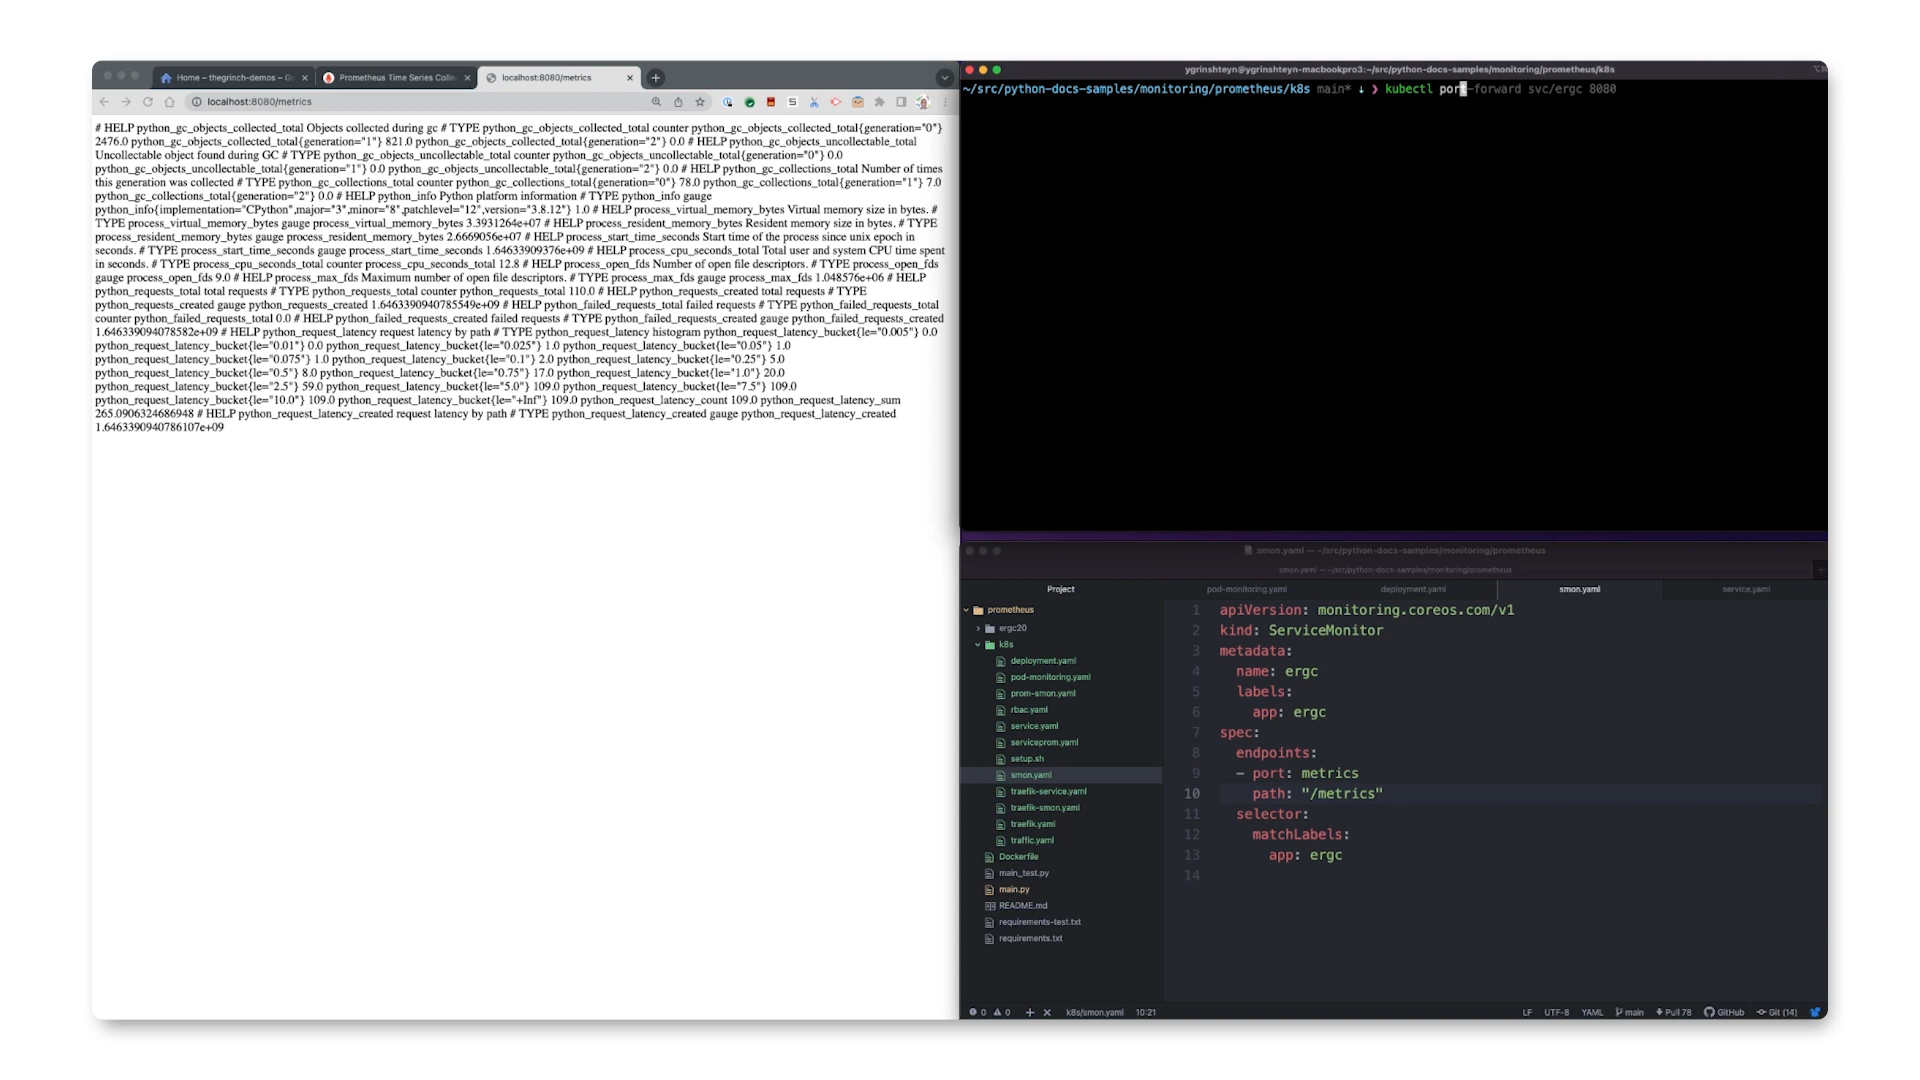 Home – thegrinch-demos – G
Prometheus Time Series Colle
localhost:8080/metrics
localhost:8080/metrics
# HELP python_gc_objects_collected_total Objects collected during gc # TYPE python_gc_objects_collected_total counter python_gc_objects_collected_total{generation="0"}
2476.0 python_gc_objects_collected_total{generation="1"} 821.0 python_gc_objects_collected_total{generation="2"} 0.0 # HELP python_gc_objects_uncollectable_total
Uncollectable object found during GC # TYPE python_gc_objects_uncollectable_total counter python_gc_objects_uncollectable_total{generation="0"} 0.0
python_gc_objects_uncollectable_total{generation="1"} 0.0 python_gc_objects_uncollectable_total{generation="2"} 0.0 # HELP python_gc_collections_total Number of times
this generation was collected # TYPE python_gc_collections_total counter python_gc_collections_total{generation="0"} 78.0 python_gc_collections_total{generation="1"} 7.0
python_gc_collections_total{generation="2"} 0.0 # HELP python_info Python platform information # TYPE python_info gauge
python_info{implementation="CPython",major="3",minor="8",patchlevel="12",version="3.8.12"} 1.0 # HELP process_virtual_memory_bytes Virtual memory size in bytes. #
TYPE process_virtual_memory_bytes gauge process_virtual_memory_bytes 3.3931264e+07 # HELP process_resident_memory_bytes Resident memory size in bytes. # TYPE
process_resident_memory_bytes gauge process_resident_memory_bytes 2.6669056e+07 # HELP process_start_time_seconds Start time of the process since unix epoch in
seconds. # TYPE process_start_time_seconds gauge process_start_time_seconds 1.64633909376e+09 # HELP process_cpu_seconds_total Total user and system CPU time spent
in seconds. # TYPE process_cpu_seconds_total counter process_cpu_seconds_total 12.8 # HELP process_open_fds Number of open file descriptors. # TYPE process_open_fds
gauge process_open_fds 9.0 # HELP process_max_fds Maximum number of open file descriptors. # TYPE process_max_fds gauge process_max_fds 1.048576e+06 # HELP
python_requests_total total requests # TYPE python_requests_total counter python_requests_total 110.0 # HELP python_requests_created total requests # TYPE
python_requests_created gauge python_requests_created 1.6463390940785549e+09 # HELP python_failed_requests_total failed requests # TYPE python_failed_requests_total
counter python_failed_requests_total 0.0 # HELP python_failed_requests_created failed requests # TYPE python_failed_requests_created gauge python_failed_requests_created
1.646339094078582e+09 # HELP python_request_latency request latency by path # TYPE python_request_latency histogram python_request_latency_bucket{le="0.005"} 0.0
python_request_latency_bucket{le="0.01"} 0.0 python_request_latency_bucket{le="0.025"} 1.0 python_request_latency_bucket{le="0.05"} 1.0
python_request_latency_bucket{le="0.075"} 1.0 python_request_latency_bucket{le="0.1"} 2.0 python_request_latency_bucket{le="0.25"} 5.0
python_request_latency_bucket{le="0.5"} 8.0 python_request_latency_bucket{le="0.75"} 17.0 python_request_latency_bucket{le="1.0"} 20.0
python_request_latency_bucket{le="2.5"} 59.0 python_request_latency_bucket{le="5.0"} 109.0 python_request_latency_bucket{le="7.5"} 109.0
python_request_latency_bucket{le="10.0"} 109.0 python_request_latency_bucket{le="+Inf"} 109.0 python_request_latency_count 109.0 python_request_latency_sum
265.0906324686948 # HELP python_request_latency_created request latency by path # TYPE python_request_latency_created gauge python_request_latency_created
1.6463390940786107e+09
ygrinshteyn@ygrinshteyn-macbookpro3:~/src/python-docs-samples/monitoring/prometheus/k8s
~/src/python-docs-samples/monitoring/prometheus/k8s main* ↓ ❯ kubectl port-forward svc/ergc 8080
smon.yaml — ~/src/python-docs-samples/monitoring/prometheus
smon.yaml — ~/src/python-docs-samples/monitoring/prometheus
Project
prometheus
ergc20
k8s
deployment.yaml
pod-monitoring.yaml
prom-smon.yaml
rbac.yaml
service.yaml
serviceprom.yaml
setup.sh
smon.yaml
traefik-service.yaml
traefik-smon.yaml
traefik.yaml
traffic.yaml
Dockerfile
main_test.py
main.py
README.md
requirements-test.txt
requirements.txt
pod-monitoring.yaml
deployment.yaml
smon.yaml
service.yaml
1 apiVersion: monitoring.coreos.com/v1
2 kind: ServiceMonitor
3 metadata:
4 name: ergc
5 labels:
6 app: ergc
7 spec:
8 endpoints:
9 - port: metrics
10 path: "/metrics"
11 selector:
12 matchLabels:
13 app: ergc
14
0 0 k8s/smon.yaml 10:21 LF UTF-8 YAML main Pull 78 GitHub Git (14)